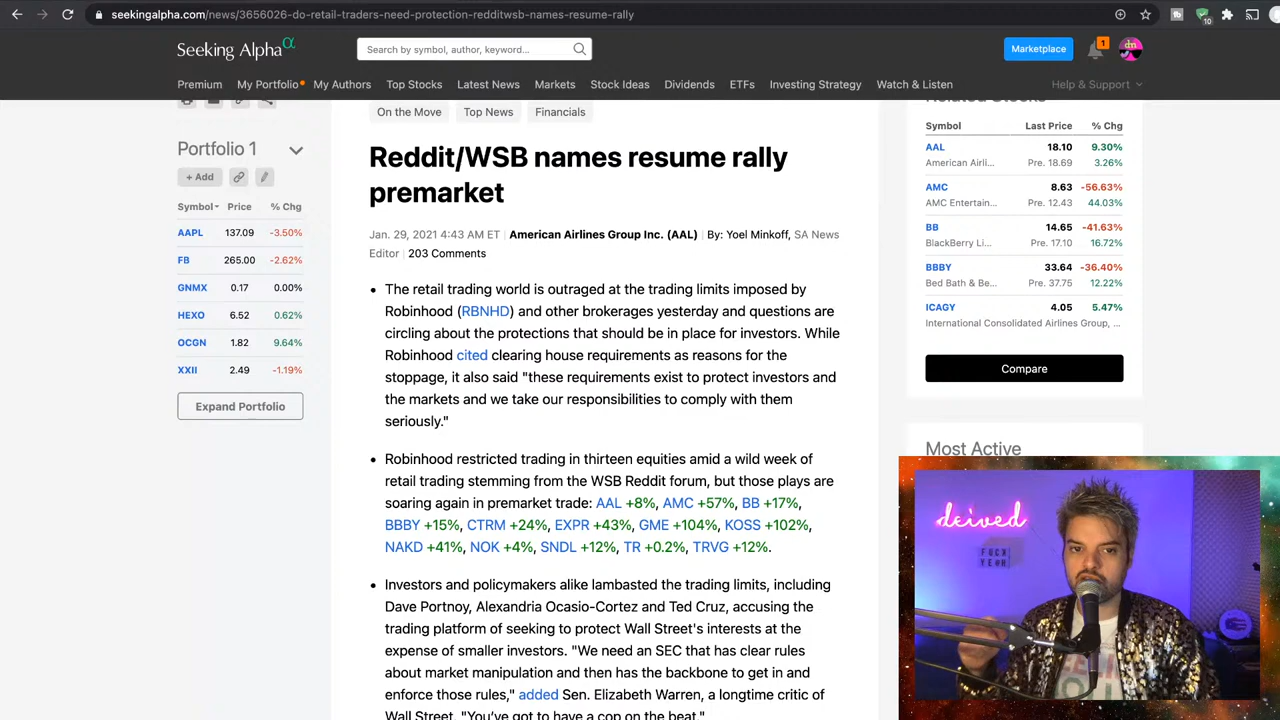 seekingalpha.com/news/3656026-do-retail-traders-need-protection-redditwsb-names-resume-rally
10
Seeking Alpha α
Search by symbol, author, keyword...
Marketplace
1
dn
Premium My Portfolio My Authors Top Stocks Latest News Markets Stock Ideas Dividends ETFs Investing Strategy Watch & Listen Help & Support
Portfolio 1
+ Add
Symbol Price % Chg
AAPL 137.09 -3.50%
FB 265.00 -2.62%
GNMX 0.17 0.00%
HEXO 6.52 0.62%
OCGN 1.82 9.64%
XXII 2.49 -1.19%
Expand Portfolio
On the Move Top News Financials
Reddit/WSB names resume rally
premarket
Jan. 29, 2021 4:43 AM ET | American Airlines Group Inc. (AAL) | By: Yoel Minkoff, SA News
Editor | 203 Comments
• The retail trading world is outraged at the trading limits imposed by
Robinhood (RBNHD) and other brokerages yesterday and questions are
circling about the protections that should be in place for investors. While
Robinhood cited clearing house requirements as reasons for the
stoppage, it also said "these requirements exist to protect investors and
the markets and we take our responsibilities to comply with them
seriously."
• Robinhood restricted trading in thirteen equities amid a wild week of
retail trading stemming from the WSB Reddit forum, but those plays are
soaring again in premarket trade: AAL +8%, AMC +57%, BB +17%,
BBBY +15%, CTRM +24%, EXPR +43%, GME +104%, KOSS +102%,
NAKD +41%, NOK +4%, SNDL +12%, TR +0.2%, TRVG +12%.
• Investors and policymakers alike lambasted the trading limits, including
Dave Portnoy, Alexandria Ocasio-Cortez and Ted Cruz, accusing the
trading platform of seeking to protect Wall Street's interests at the
expense of smaller investors. "We need an SEC that has clear rules
about market manipulation and then has the backbone to get in and
enforce those rules," added Sen. Elizabeth Warren, a longtime critic of
Wall Street. "You've got to have a cop on the beat."
Related Stocks
Symbol Last Price % Chg
AAL 18.10 9.30%
American Airli... Pre. 18.69 3.26%
AMC 8.63 -56.63%
AMC Entertain... Pre. 12.43 44.03%
BB 14.65 -41.63%
BlackBerry Li... Pre. 17.10 16.72%
BBBY 33.64 -36.40%
Bed Bath & Be... Pre. 37.75 12.22%
ICAGY 4.05 5.47%
International Consolidated Airlines Group, ...
Compare
Most Active
deived
FUCK
YEAH